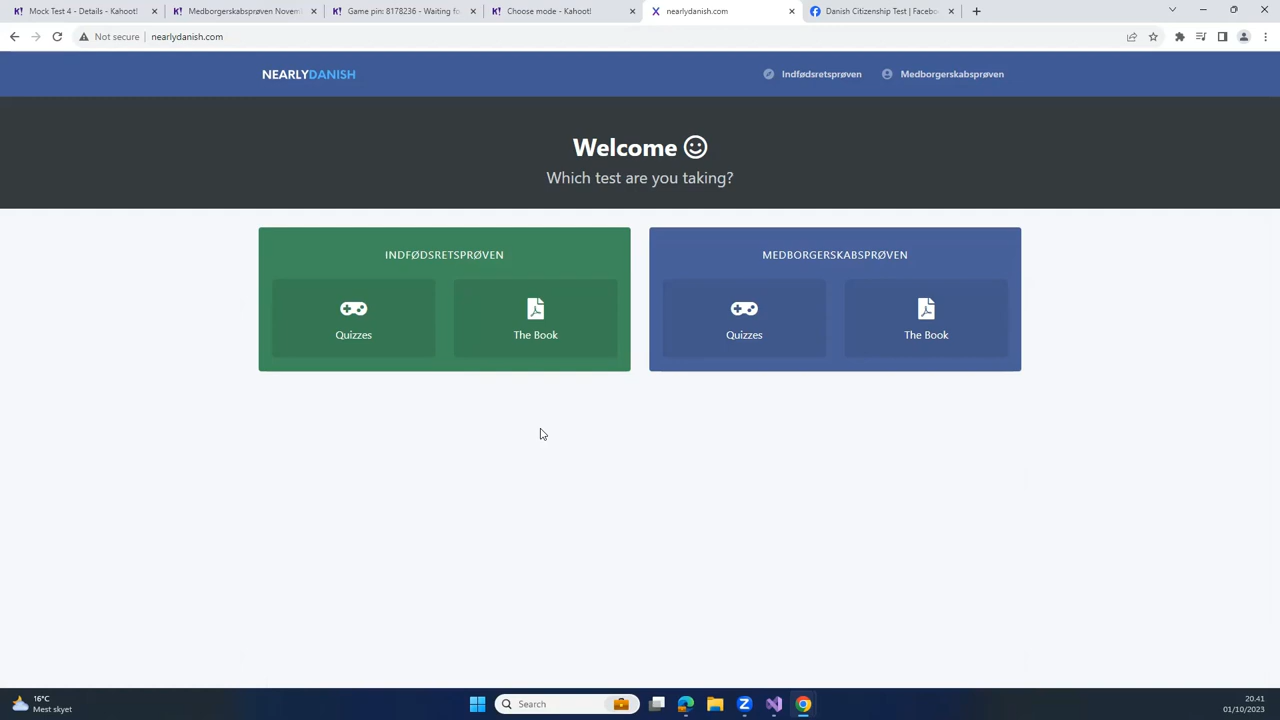 Mock Test 4 - Details - Kahoot!
Medborgerskabsprøven Novem
Game pin: 8178236 - Waiting fo
Choose mode - Kahoot!
nearlydanish.com
Danish Citizenship Test | Facebo
Not secure
nearlydanish.com
NEARLYDANISH
Indfødsretsprøven
Medborgerskabsprøven
Welcome
Which test are you taking?
INDFØDSRETSPRØVEN
MEDBORGERSKABSPRØVEN
Quizzes
The Book
Quizzes
The Book
16°C
Mest skyet
Search
20.41
01/10/2023